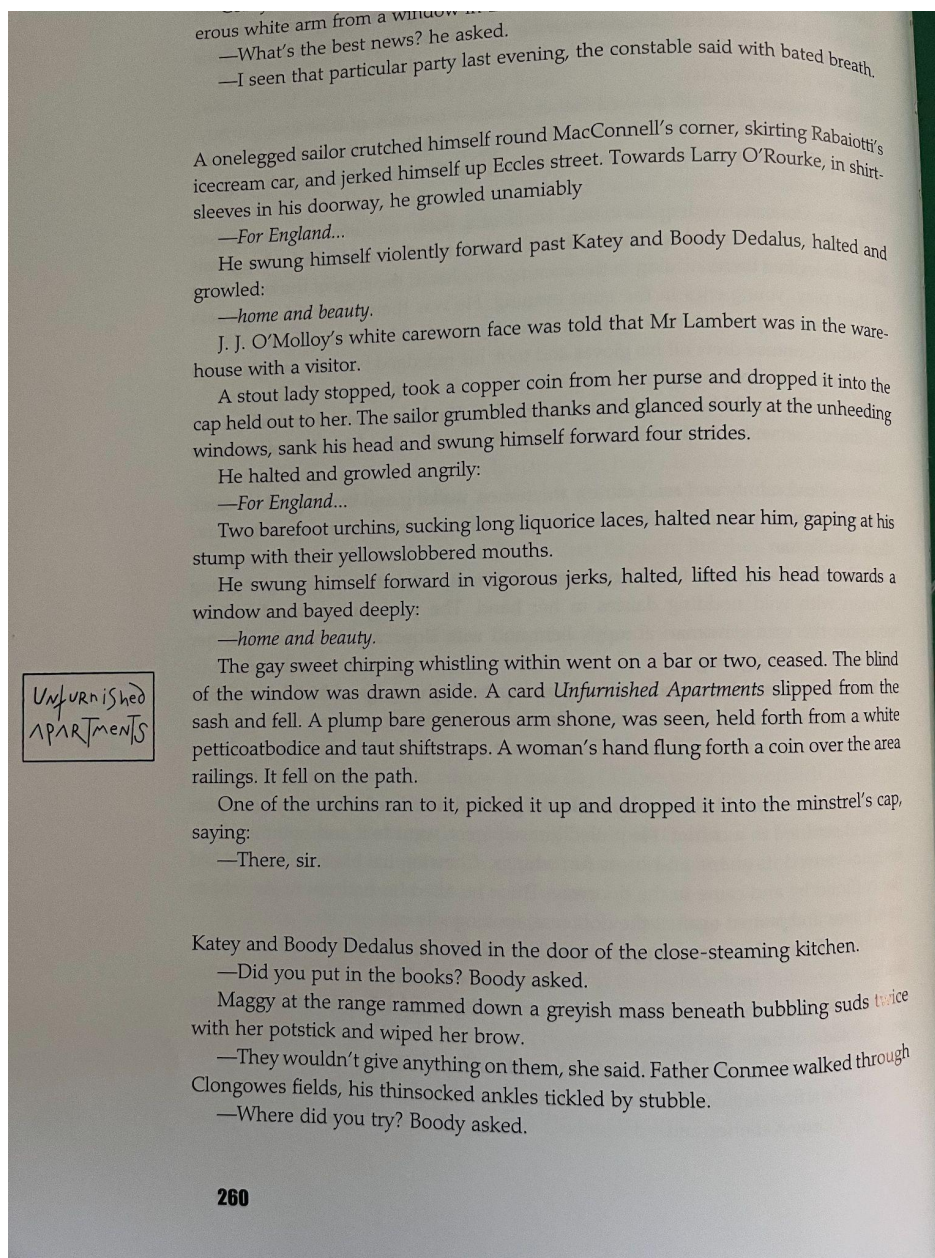 erous white arm from a window
—What's the best news? he asked.
—I seen that particular party last evening, the constable said with bated breath.
A onelegged sailor crutched himself round MacConnell's corner, skirting Rabaiotti's
icecream car, and jerked himself up Eccles street. Towards Larry O'Rourke, in shirt-
sleeves in his doorway, he growled unamiably
—For England...
He swung himself violently forward past Katey and Boody Dedalus, halted and
growled:
—home and beauty.
J. J. O'Molloy's white careworn face was told that Mr Lambert was in the ware-
house with a visitor.
A stout lady stopped, took a copper coin from her purse and dropped it into the
cap held out to her. The sailor grumbled thanks and glanced sourly at the unheeding
windows, sank his head and swung himself forward four strides.
He halted and growled angrily:
—For England...
Two barefoot urchins, sucking long liquorice laces, halted near him, gaping at his
stump with their yellowslobbered mouths.
He swung himself forward in vigorous jerks, halted, lifted his head towards a
window and bayed deeply:
—home and beauty.
The gay sweet chirping whistling within went on a bar or two, ceased. The blind
of the window was drawn aside. A card Unfurnished Apartments slipped from the
sash and fell. A plump bare generous arm shone, was seen, held forth from a white
petticoatbodice and taut shiftstraps. A woman's hand flung forth a coin over the area
railings. It fell on the path.
One of the urchins ran to it, picked it up and dropped it into the minstrel's cap,
saying:
—There, sir.
Unfurnished
APARTMENTS
Katey and Boody Dedalus shoved in the door of the close-steaming kitchen.
—Did you put in the books? Boody asked.
Maggy at the range rammed down a greyish mass beneath bubbling suds twice
with her potstick and wiped her brow.
—They wouldn't give anything on them, she said. Father Conmee walked through
Clongowes fields, his thinsocked ankles tickled by stubble.
—Where did you try? Boody asked.
260